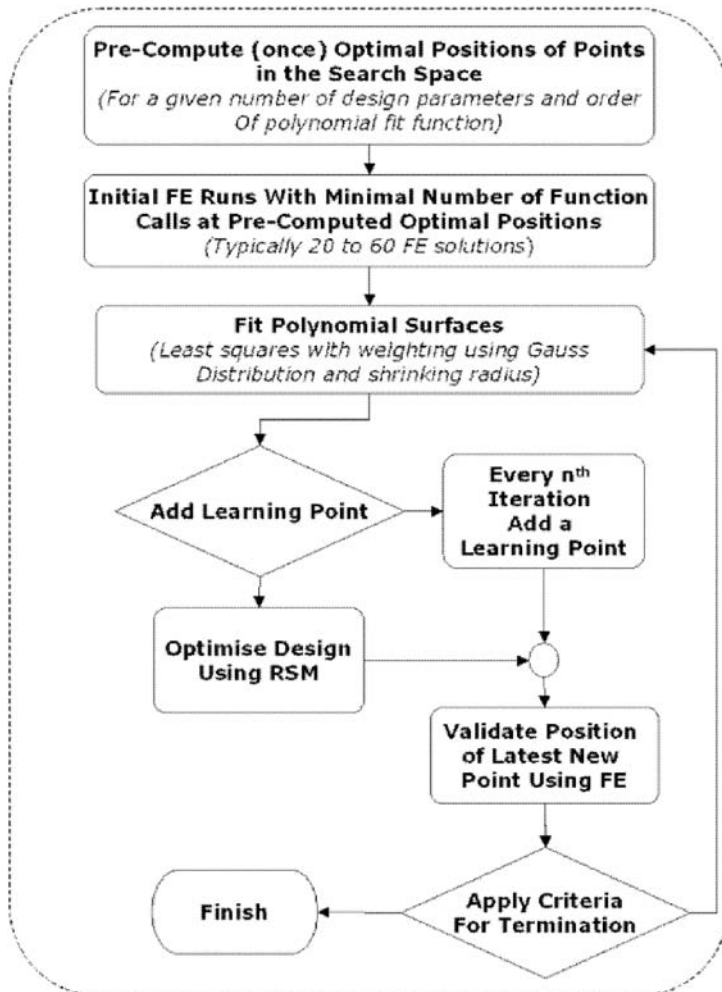 Pre-Compute (once) Optimal Positions of Points
in the Search Space
(For a given number of design parameters and order
Of polynomial fit function)
Initial FE Runs With Minimal Number of Function
Calls at Pre-Computed Optimal Positions
(Typically 20 to 60 FE solutions)
Fit Polynomial Surfaces
(Least squares with weighting using Gauss
Distribution and shrinking radius)
Add Learning Point
Every nth
Iteration
Add a
Learning Point
Optimise Design
Using RSM
Validate Position
of Latest New
Point Using FE
Apply Criteria
For Termination
Finish